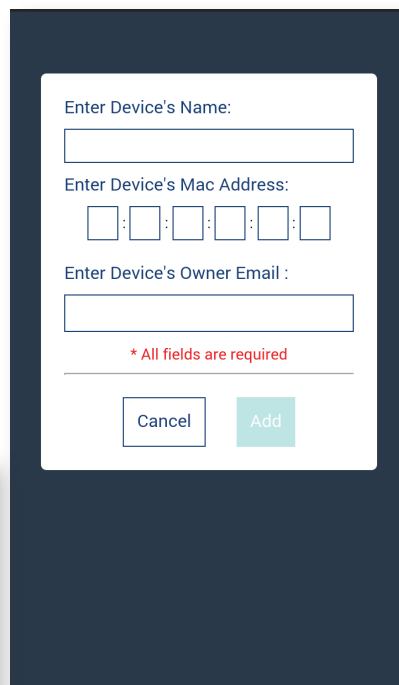 Enter Device's Name:
Enter Device's Mac Address:
: : : : :
Enter Device's Owner Email :
* All fields are required
Cancel Add